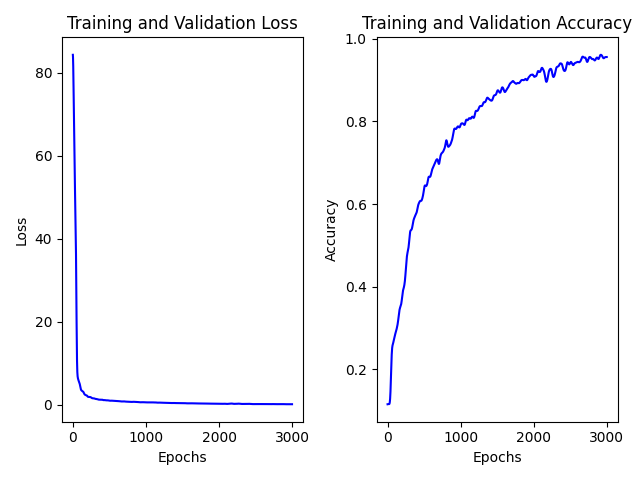 Training and Validation Loss
80
60
40
20
0
Loss
0 1000 2000 3000
Epochs
Training and Validation Accuracy
1.0
0.8
0.6
0.4
0.2
Accuracy
0 1000 2000 3000
Epochs